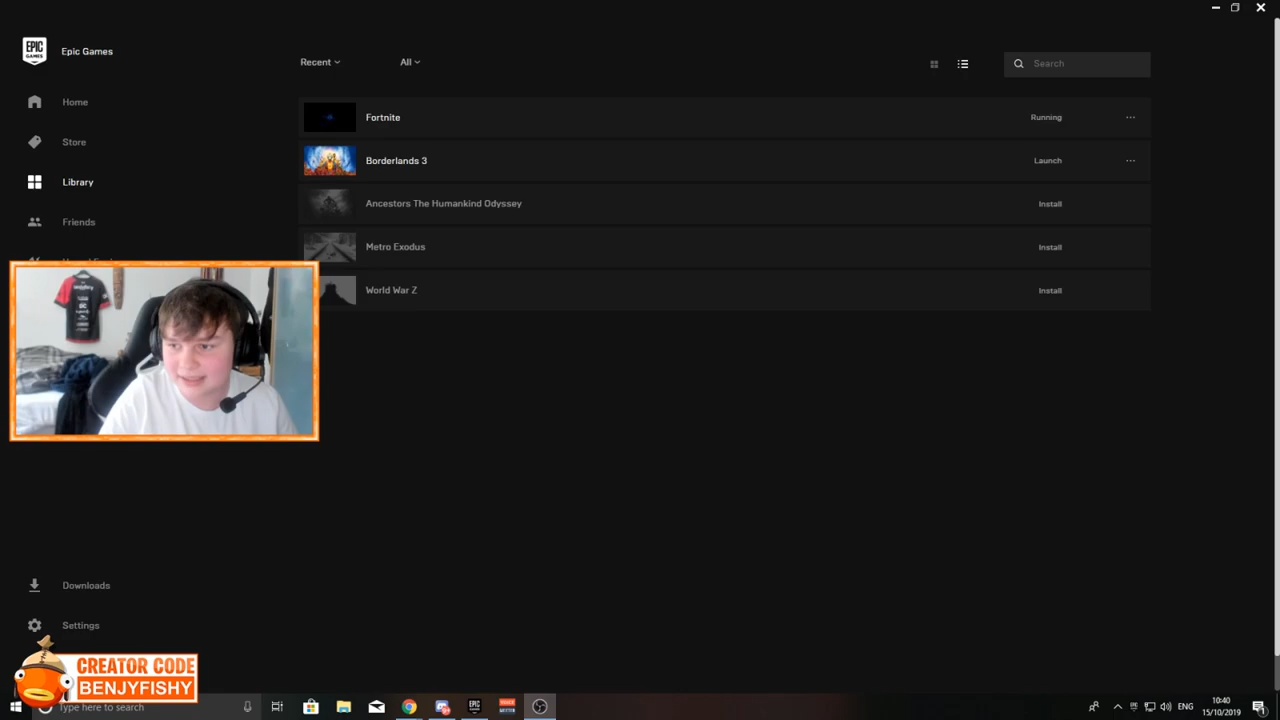 EPIC
GAMES
Epic Games
Recent
All
Search
Home
Store
Library
Friends
Fortnite
Running
Borderlands 3
Launch
Ancestors The Humankind Odyssey
Install
Metro Exodus
Install
World War Z
Install
Downloads
Settings
CREATOR CODE
BENJYFISHY
Type here to search
EPIC
ENG
10:40
15/10/2019